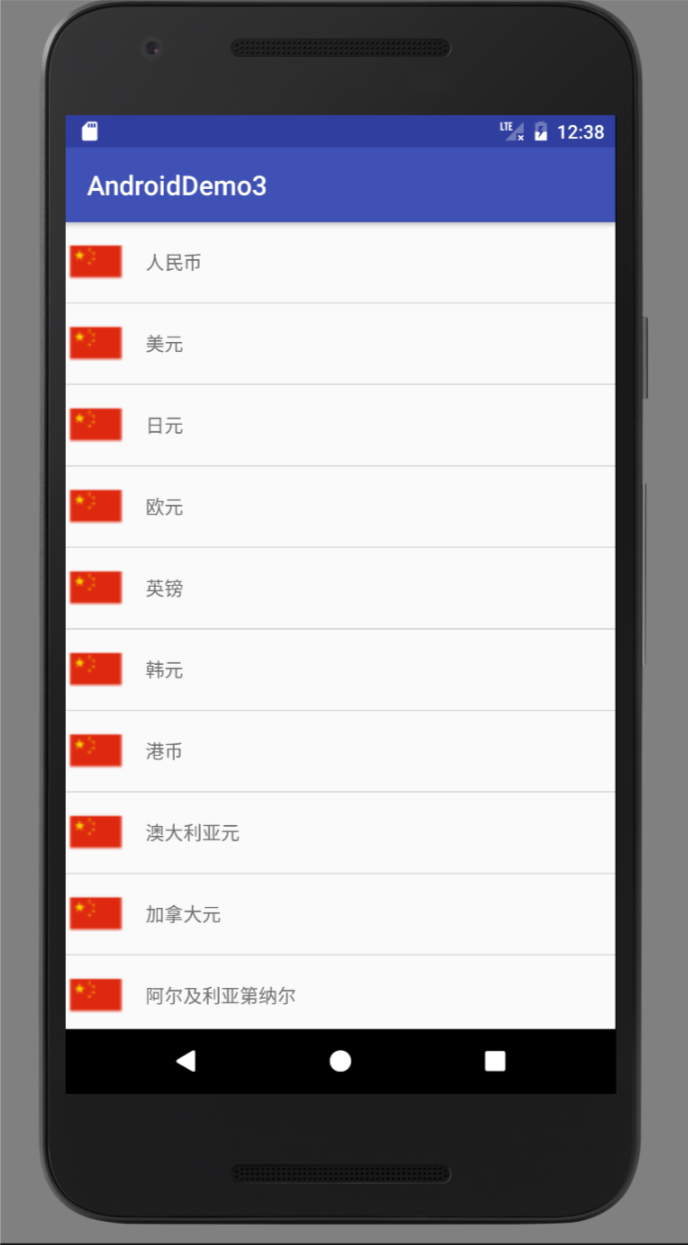 LTE 12:38
AndroidDemo3
人民币
美元
日元
欧元
英镑
韩元
港币
澳大利亚元
加拿大元
阿尔及利亚第纳尔